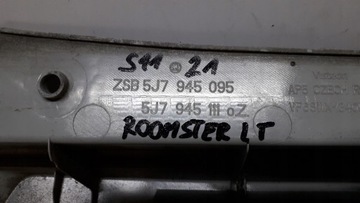 S11 21
ZSB 5J7 945 095
5J7 945 111 oZ.
ROOMSTER LT